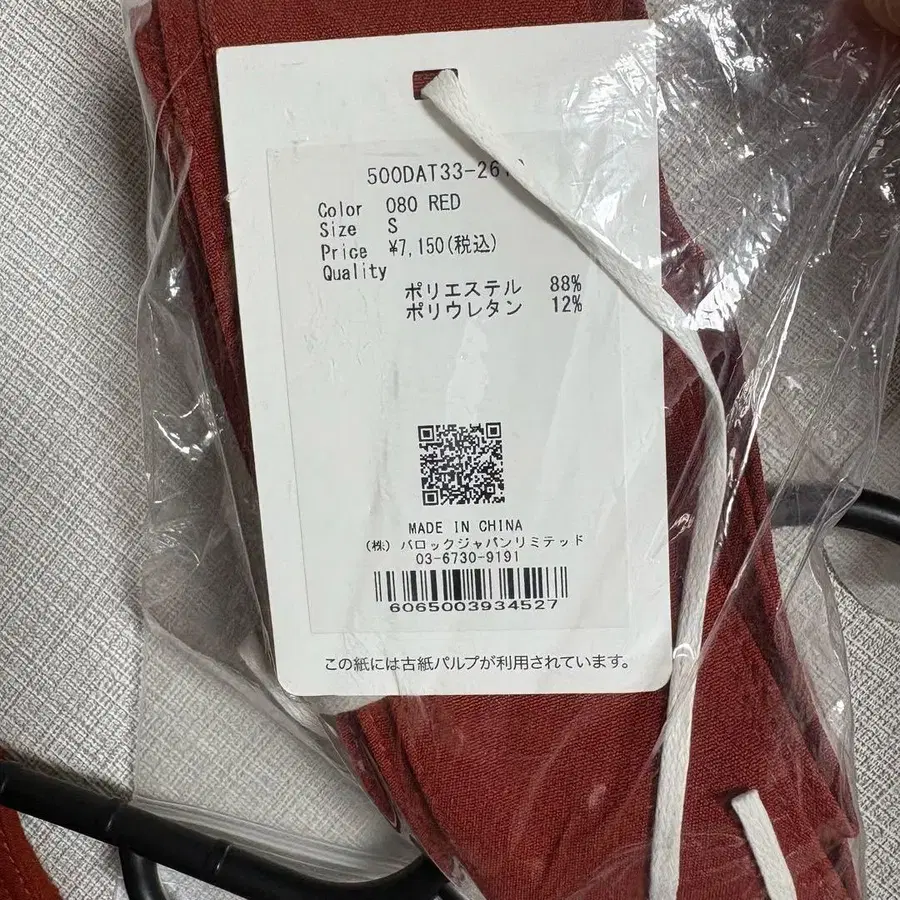 Color 080 RED
Size S
Price ¥7,150(税込)
Quality
ポリエステル 88%
ポリウレタン 12%
MADE IN CHINA
(株) バロックジャパンリミテッド
03-6730-9191
6065003934527
この紙には古紙パルプが利用されています。